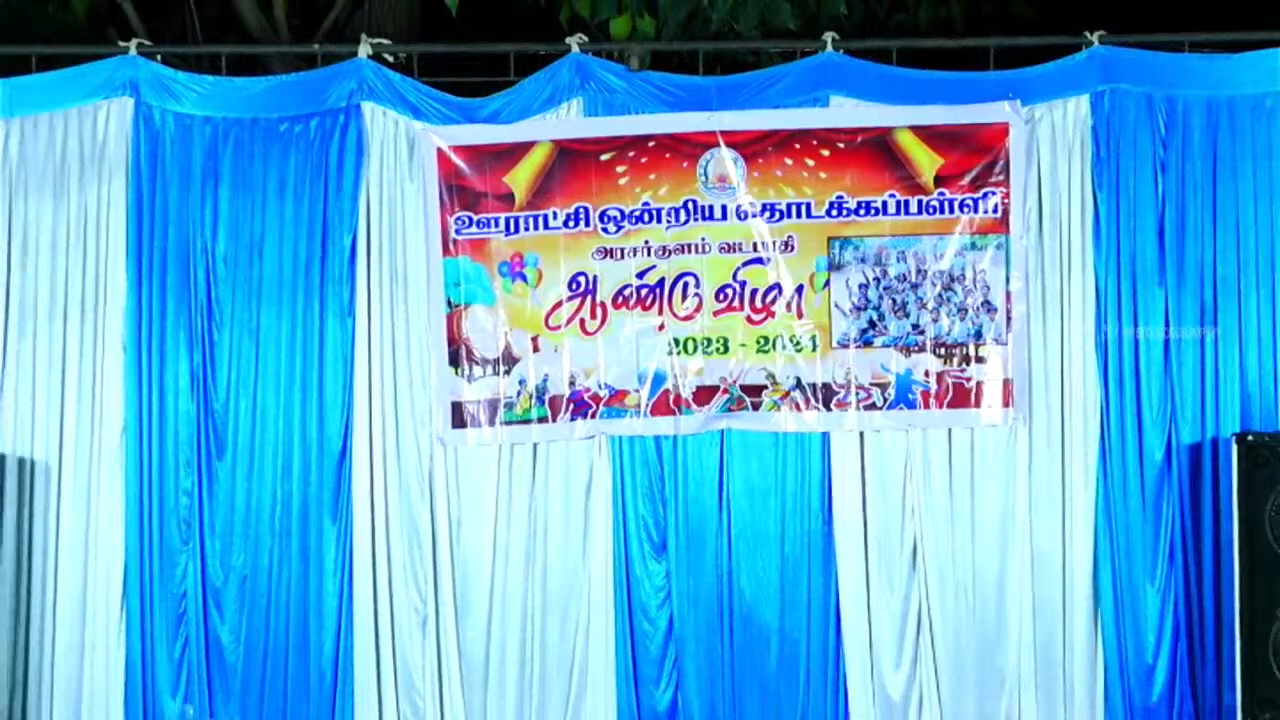 ஊராட்சி ஒன்றிய தொடக்கப்பள்ளி
அரசர்குளம் வடபாதி
ஆண்டு விழா
2023 - 2024